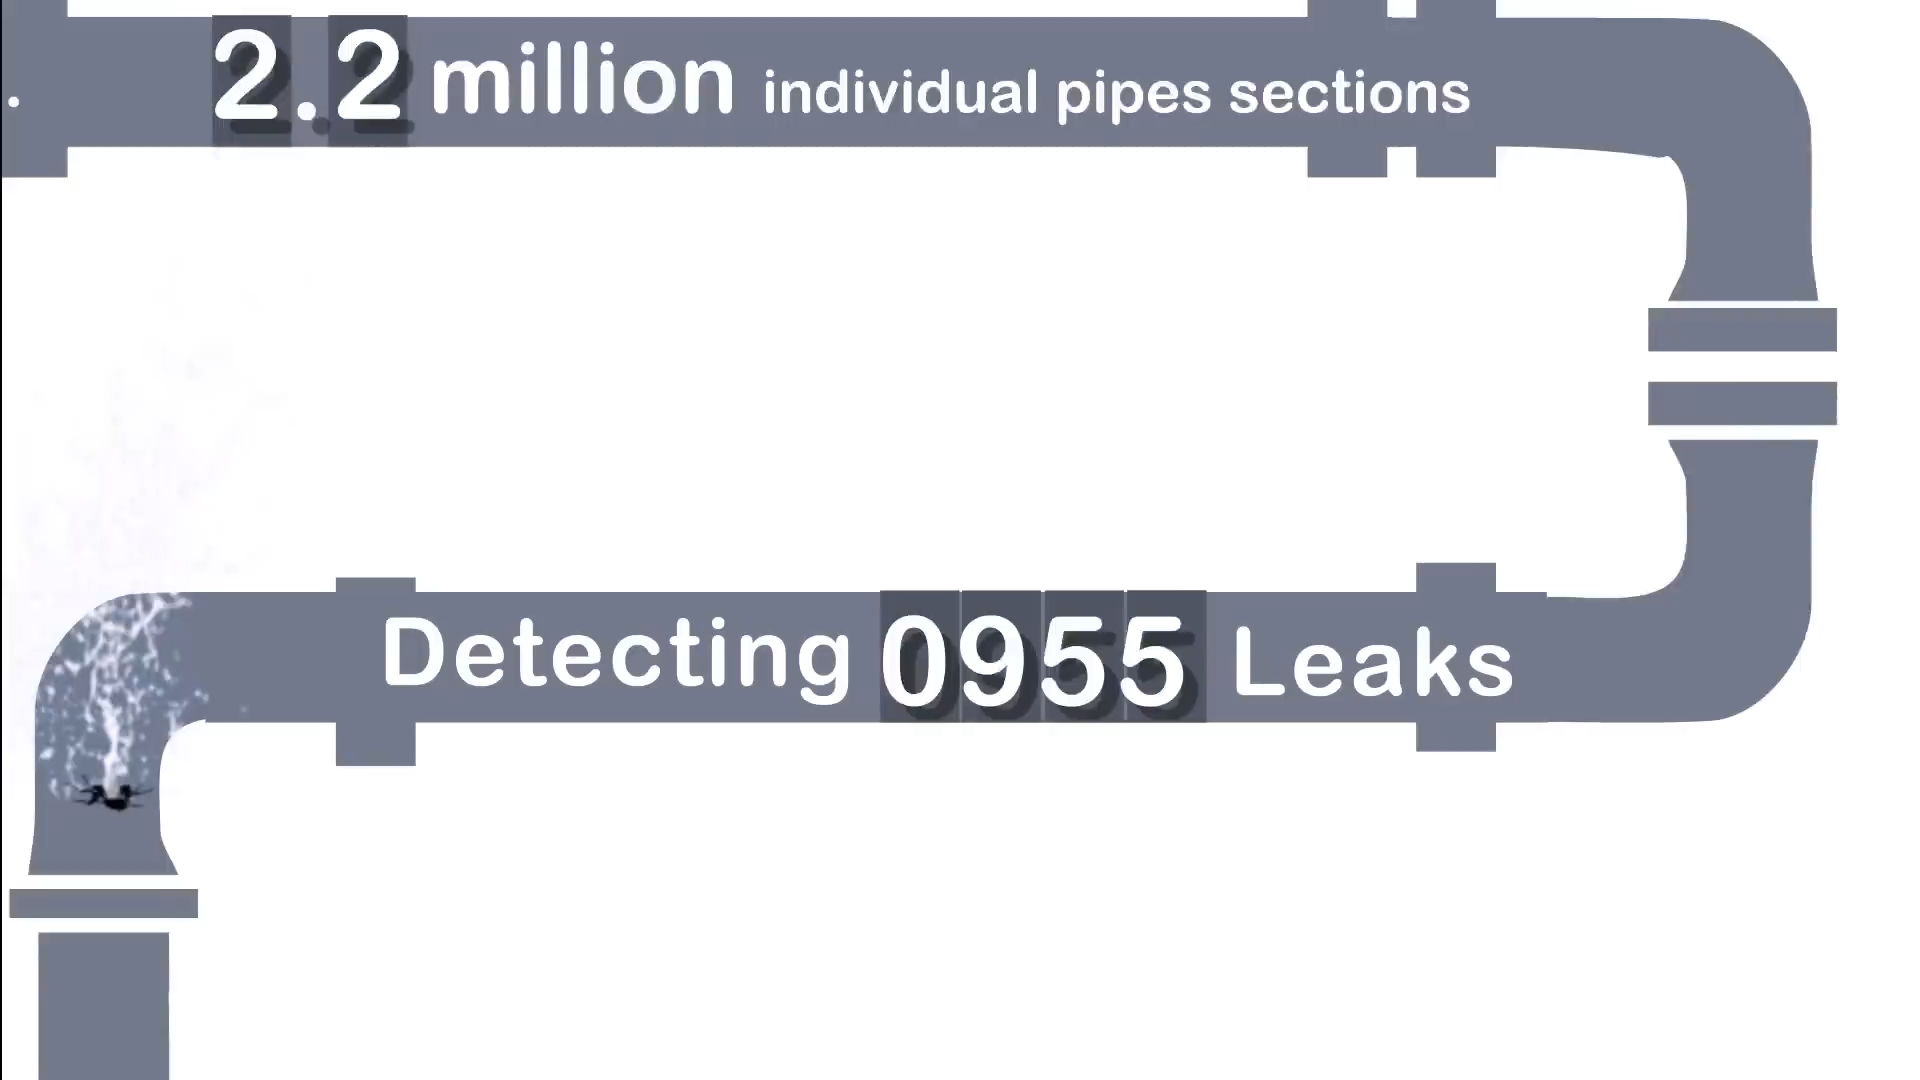 . 2.2 million individual pipes sections
Detecting 0955 Leaks